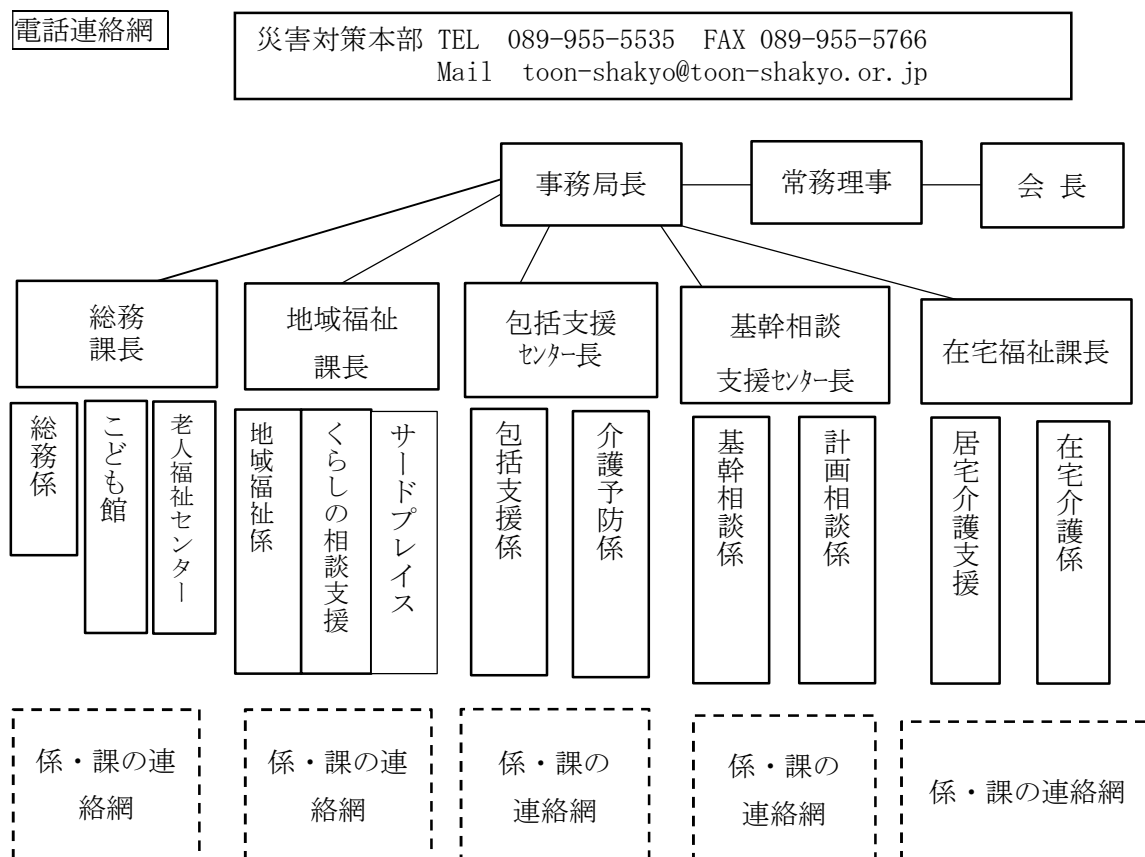 電話連絡網
災害対策本部 TEL 089-955-5535 FAX 089-955-5766
Mail toon-shakyo@toon-shakyo.or.jp
事務局長
常務理事
会 長
総務
課長
地域福祉
課長
包括支援
ｾﾝﾀｰ長
基幹相談
支援ｾﾝﾀｰ長
在宅福祉課長
総務係
こども館
老人福祉センター
地域福祉係
くらしの相談支援
サードプレイス
包括支援係
介護予防係
基幹相談係
計画相談係
居宅介護支援
在宅介護係
係・課の連
絡網
係・課の連
絡網
係・課の
連絡網
係・課の
連絡網
係・課の連絡網